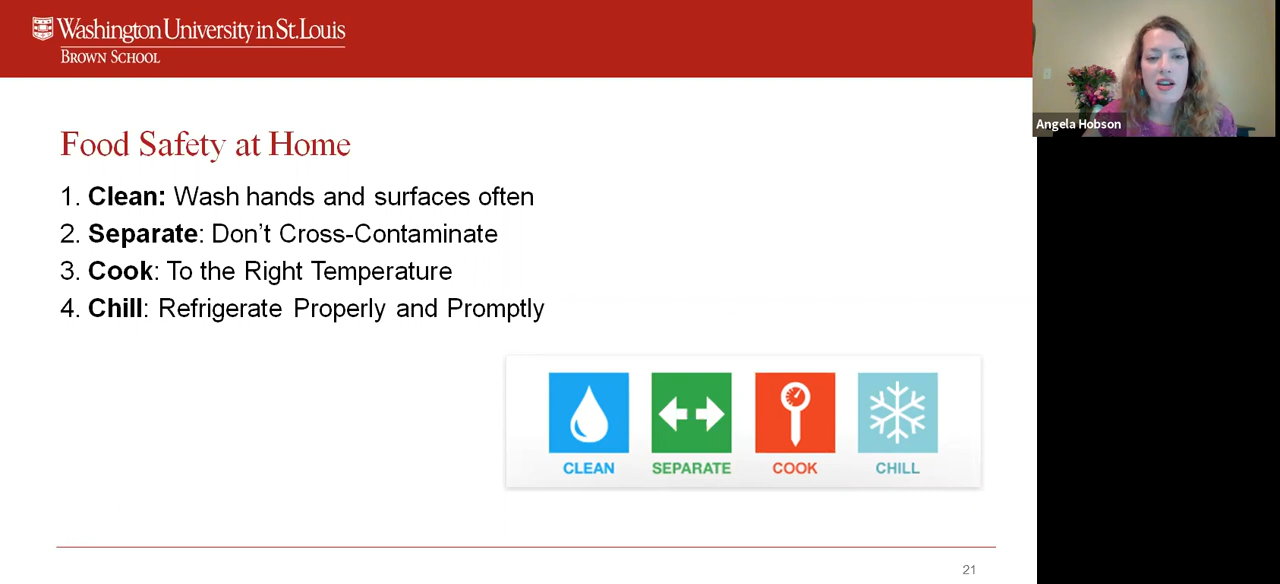 Washington University in St. Louis
BROWN SCHOOL
Angela Hobson
Food Safety at Home
1. Clean: Wash hands and surfaces often
2. Separate: Don’t Cross-Contaminate
3. Cook: To the Right Temperature
4. Chill: Refrigerate Properly and Promptly
CLEAN SEPARATE COOK CHILL
21